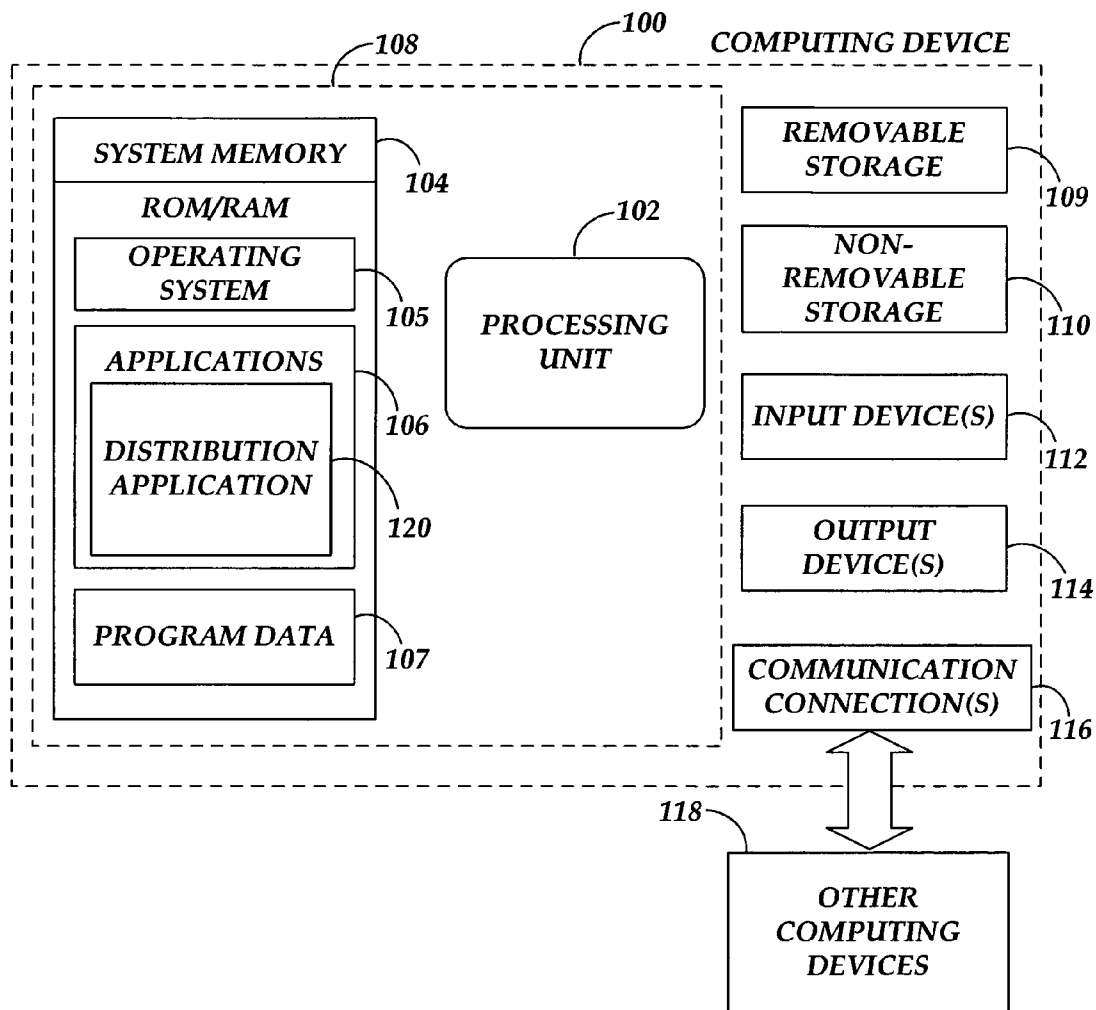 100
COMPUTING DEVICE
108
SYSTEM MEMORY
104
ROM/RAM
OPERATING
SYSTEM
105
APPLICATIONS
106
DISTRIBUTION
APPLICATION
120
PROGRAM DATA
107
102
PROCESSING
UNIT
REMOVABLE
STORAGE
109
NON-
REMOVABLE
STORAGE
110
INPUT DEVICE(S)
112
OUTPUT
DEVICE(S)
114
COMMUNICATION
CONNECTION(S)
116
118
OTHER
COMPUTING
DEVICES